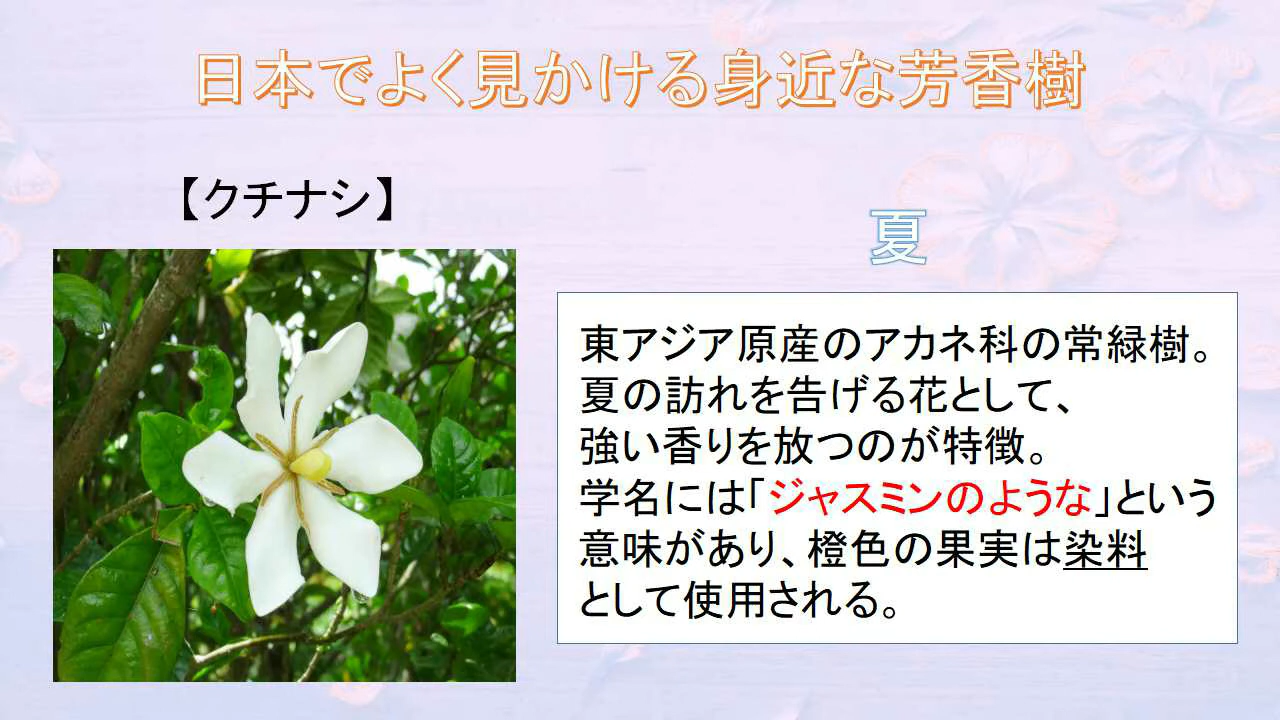 日本でよく見かける身近な芳香樹
【クチナシ】
夏
東アジア原産のアカネ科の常緑樹。
夏の訪れを告げる花として、
強い香りを放つのが特徴。
学名には「ジャスミンのような」という
意味があり、橙色の果実は染料
として使用される。